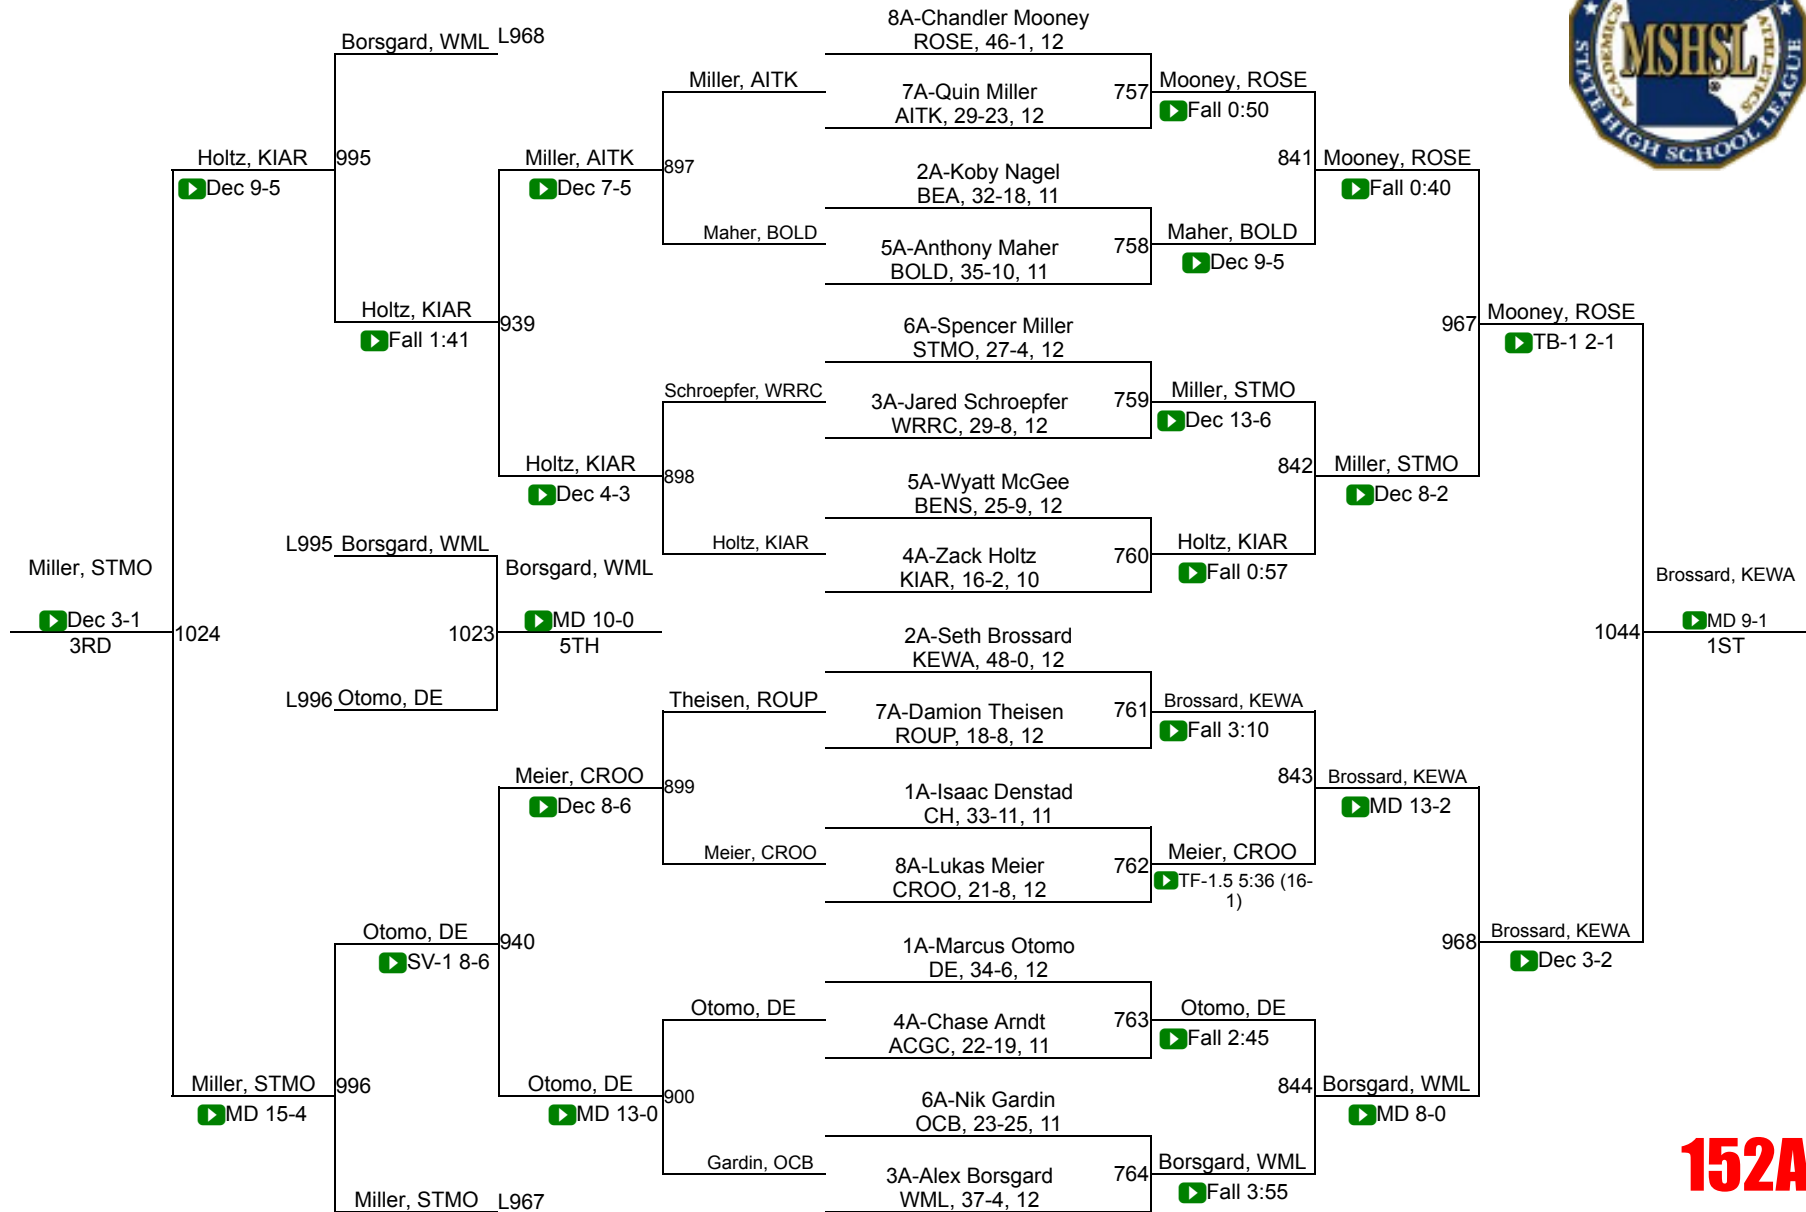 8A-Chandler Mooney
ROSE, 46-1, 12
7A-Quin Miller
AITK, 29-23, 12
2A-Koby Nagel
BEA, 32-18, 11
5A-Anthony Maher
BOLD, 35-10, 11
6A-Spencer Miller
STMO, 27-4, 12
3A-Jared Schroepfer
WRRC, 29-8, 12
5A-Wyatt McGee
BENS, 25-9, 12
4A-Zack Holtz
KIAR, 16-2, 10
2A-Seth Brossard
KEWA, 48-0, 12
7A-Damion Theisen
ROUP, 18-8, 12
1A-Isaac Denstad
CH, 33-11, 11
8A-Lukas Meier
CROO, 21-8, 12
1A-Marcus Otomo
DE, 34-6, 12
4A-Chase Arndt
ACGC, 22-19, 11
6A-Nik Gardin
OCB, 23-25, 11
3A-Alex Borsgard
WML, 37-4, 12
757
Mooney, ROSE
Fall 0:50
758
Maher, BOLD
Dec 9-5
759
Miller, STMO
Dec 13-6
760
Holtz, KIAR
Fall 0:57
761
Brossard, KEWA
Fall 3:10
762
Meier, CROO
TF-1.5 5:36 (16-
1)
763
Otomo, DE
Fall 2:45
764
Borsgard, WML
Fall 3:55
841
Mooney, ROSE
Fall 0:40
842
Miller, STMO
Dec 8-2
843
Brossard, KEWA
MD 13-2
844
Borsgard, WML
MD 8-0
967
Mooney, ROSE
TB-1 2-1
968
Brossard, KEWA
Dec 3-2
1044
Brossard, KEWA
MD 9-1
1ST
Miller, AITK
897
Maher, BOLD
Schroepfer, WRRC
898
Holtz, KIAR
Theisen, ROUP
899
Meier, CROO
Otomo, DE
900
Gardin, OCB
Miller, AITK
Dec 7-5
939
Holtz, KIAR
Dec 4-3
Meier, CROO
Dec 8-6
940
Otomo, DE
MD 13-0
Borsgard, WML
L968
995
Holtz, KIAR
Fall 1:41
Otomo, DE
SV-1 8-6
996
Miller, STMO
L967
Holtz, KIAR
Dec 9-5
1024
Miller, STMO
MD 15-4
Miller, STMO
Dec 3-1
3RD
L995
Borsgard, WML
1023
L996
Otomo, DE
Borsgard, WML
MD 10-0
5TH
ACADEMICS
MSHSL
ATHLETICS
STATE HIGH SCHOOL LEAGUE
152A